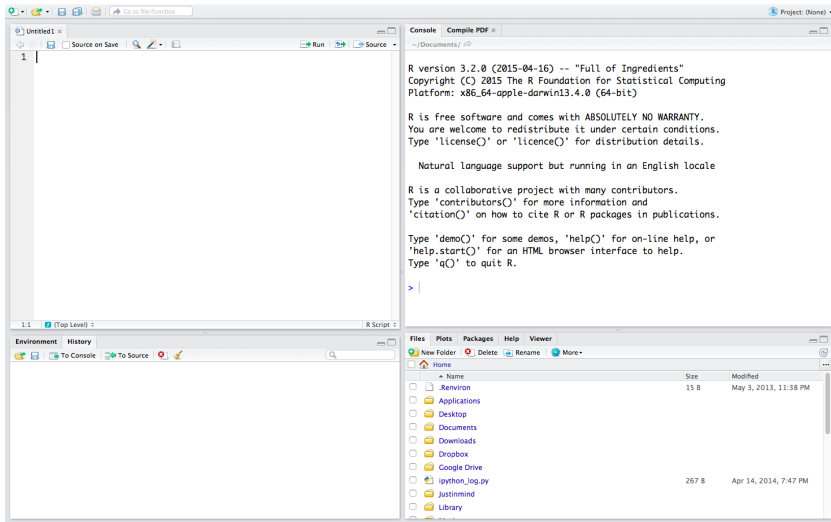 Go to file/function
Project: (None)
Untitled1
Source on Save
Run
Source
1
1:1
(Top Level)
R Script
Console Compile PDF
~/Documents/
R version 3.2.0 (2015-04-16) -- "Full of Ingredients"
Copyright (C) 2015 The R Foundation for Statistical Computing
Platform: x86_64-apple-darwin13.4.0 (64-bit)
R is free software and comes with ABSOLUTELY NO WARRANTY.
You are welcome to redistribute it under certain conditions.
Type 'license()' or 'licence()' for distribution details.
Natural language support but running in an English locale
R is a collaborative project with many contributors.
Type 'contributors()' for more information and
'citation()' on how to cite R or R packages in publications.
Type 'demo()' for some demos, 'help()' for on-line help, or
'help.start()' for an HTML browser interface to help.
Type 'q()' to quit R.
>
Environment History
To Console To Source
Files Plots Packages Help Viewer
New Folder Delete Rename More
Home
Name Size Modified
.Renviron 15 B May 3, 2013, 11:38 PM
Applications
Desktop
Documents
Downloads
Dropbox
Google Drive
ipython_log.py 267 B Apr 14, 2014, 7:47 PM
Justinmind
Library